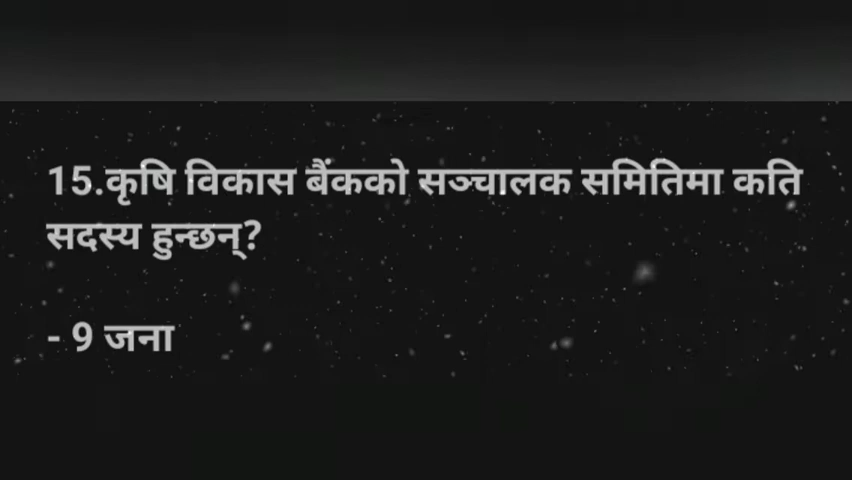 15.कृषि विकास बैंकको सञ्चालक समितिमा कति
सदस्य हुन्छन्?
- 9 जना